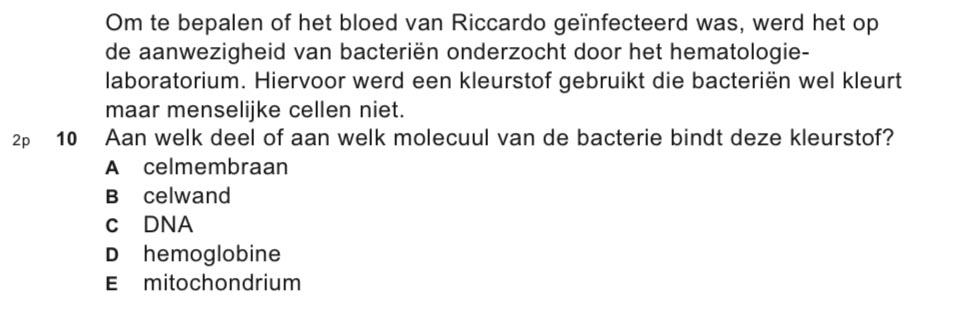 Om te bepalen of het bloed van Riccardo geïnfecteerd was, werd het op
de aanwezigheid van bacteriën onderzocht door het hematologie-
laboratorium. Hiervoor werd een kleurstof gebruikt die bacteriën wel kleurt
maar menselijke cellen niet.
2p 10 Aan welk deel of aan welk molecuul van de bacterie bindt deze kleurstof?
A celmembraan
B celwand
C DNA
D hemoglobine
E mitochondrium